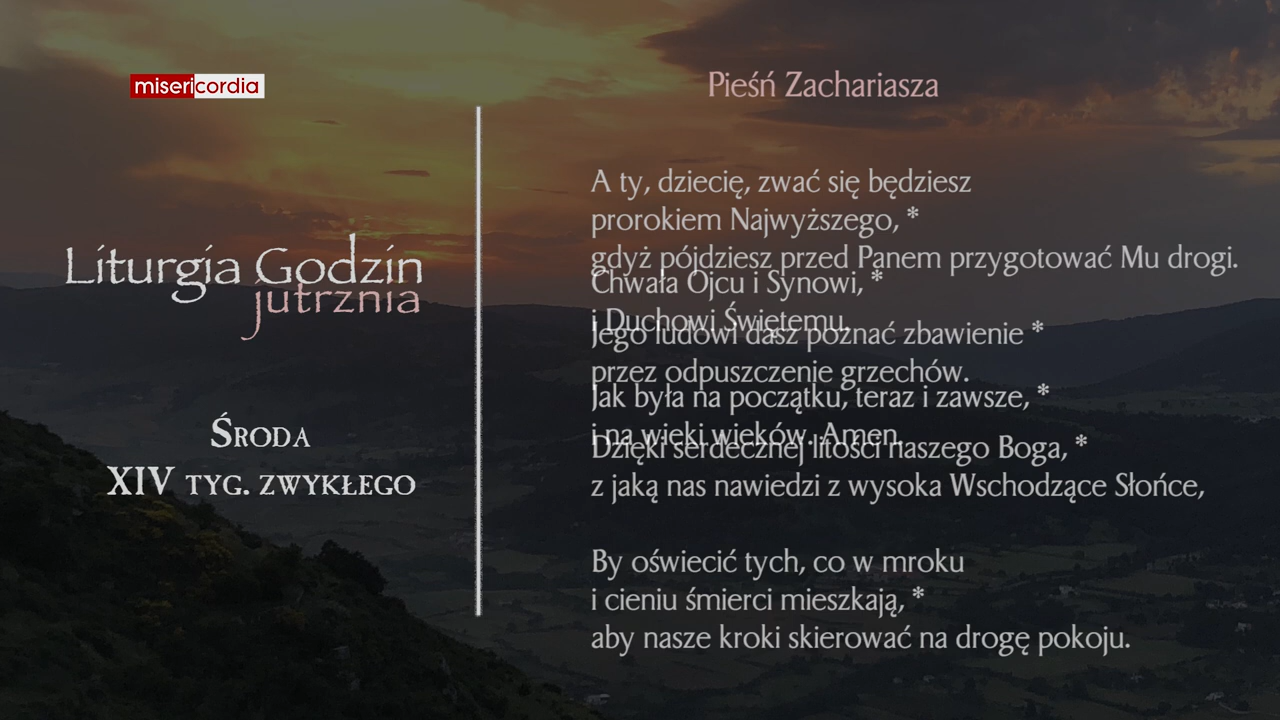 misericordia
Liturgia Godzin
jutrznia
Środa
XIV tyg. zwykłego
Pieśń Zachariasza
A ty, dziecię, zwać się będziesz
prorokiem Najwyższego, *
gdyż pójdziesz przed Panem przygotować Mu drogi.
Chwała Ojcu i Synowi, *
i Duchowi Świętemu.
Jego ludowi dasz poznać zbawienie *
przez odpuszczenie grzechów.
Jak była na początku, teraz i zawsze, *
i na wieki wieków. Amen.
Dzięki serdecznej litości naszego Boga, *
z jaką nas nawiedzi z wysoka Wschodzące Słońce,
By oświecić tych, co w mroku
i cieniu śmierci mieszkają, *
aby nasze kroki skierować na drogę pokoju.